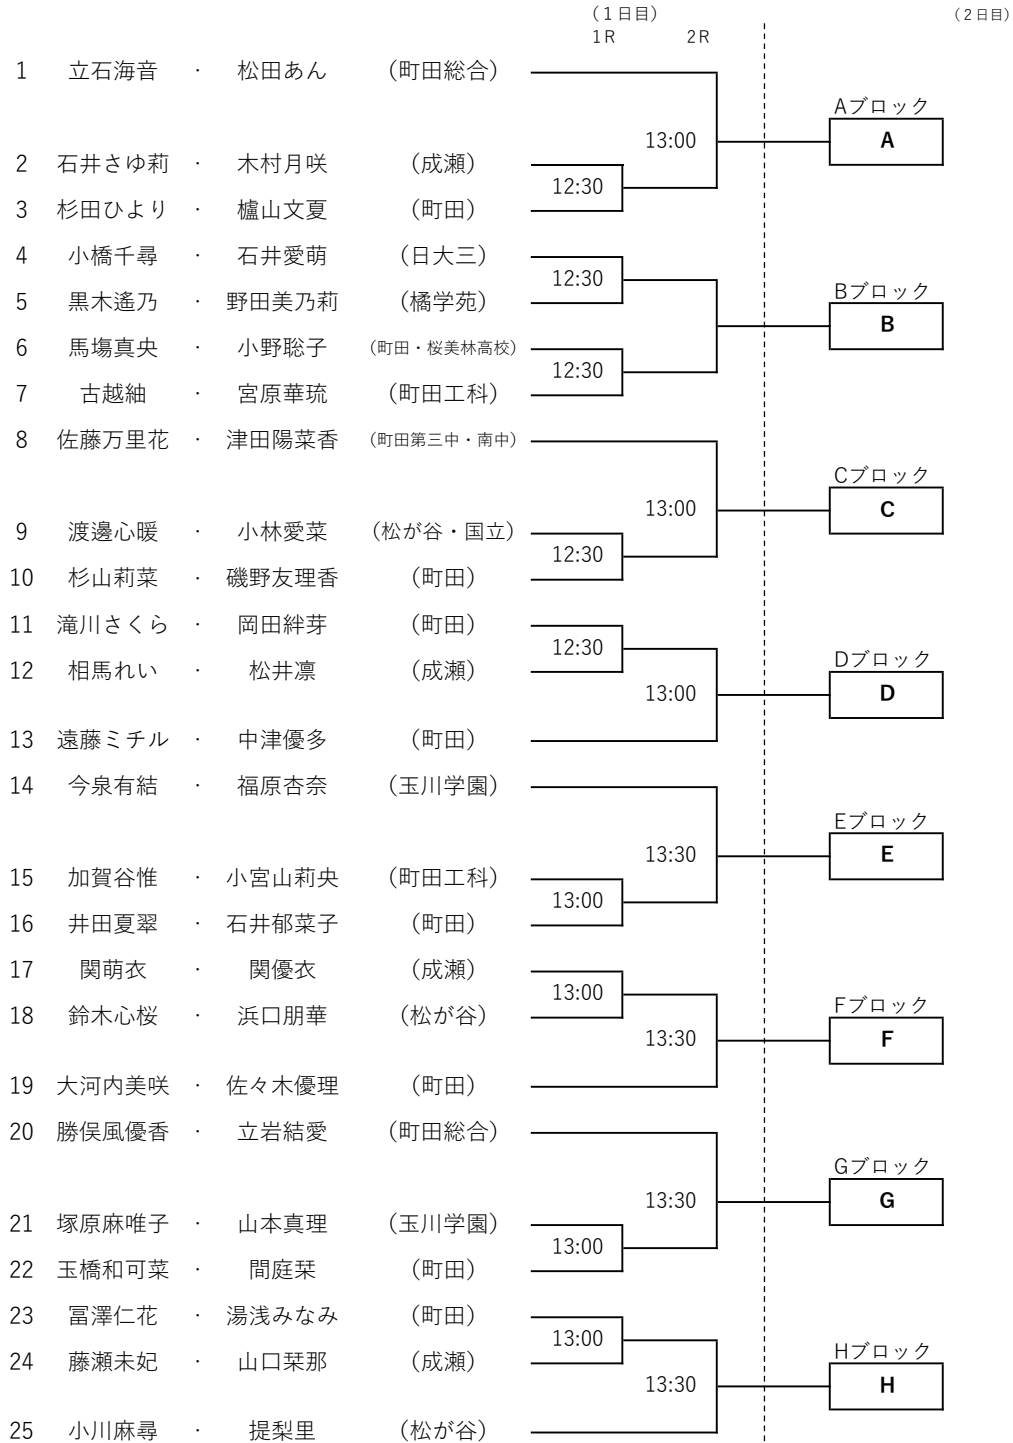 （１日目） （２日目）
1R 2R
1 立石海音 ・ 松田あん （町田総合）
Aブロック
13:00 A
2 石井さゆ莉 ・ 木村月咲 （成瀬）
12:30
3 杉田ひより ・ 櫨山文夏 （町田）
4 小橋千尋 ・ 石井愛萌 （日大三）
12:30
Bブロック
5 黒木遙乃 ・ 野田美乃莉 （橘学苑）
B
6 馬塲真央 ・ 小野聡子 （町田・桜美林高校）
12:30
7 古越紬 ・ 宮原華琉 （町田工科）
8 佐藤万里花 ・ 津田陽菜香 （町田第三中・南中）
Cブロック
13:00 C
9 渡邊心暖 ・ 小林愛菜 （松が谷・国立）
12:30
10 杉山莉菜 ・ 磯野友理香 （町田）
11 滝川さくら ・ 岡田絆芽 （町田）
12:30
Dブロック
12 相馬れい ・ 松井凛 （成瀬）
13:00 D
13 遠藤ミチル ・ 中津優多 （町田）
14 今泉有結 ・ 福原杏奈 （玉川学園）
Eブロック
13:30 E
15 加賀谷惟 ・ 小宮山莉央 （町田工科）
13:00
16 井田夏翠 ・ 石井郁菜子 （町田）
17 関萌衣 ・ 関優衣 （成瀬）
13:00
Fブロック
18 鈴木心桜 ・ 浜口朋華 （松が谷）
13:30 F
19 大河内美咲 ・ 佐々木優理 （町田）
20 勝俣風優香 ・ 立岩結愛 （町田総合）
Gブロック
13:30 G
21 塚原麻唯子 ・ 山本真理 （玉川学園）
13:00
22 玉橋和可菜 ・ 間庭栞 （町田）
23 冨澤仁花 ・ 湯浅みなみ （町田）
13:00
Hブロック
24 藤瀬未妃 ・ 山口栞那 （成瀬）
13:30 H
25 小川麻尋 ・ 提梨里 （松が谷）